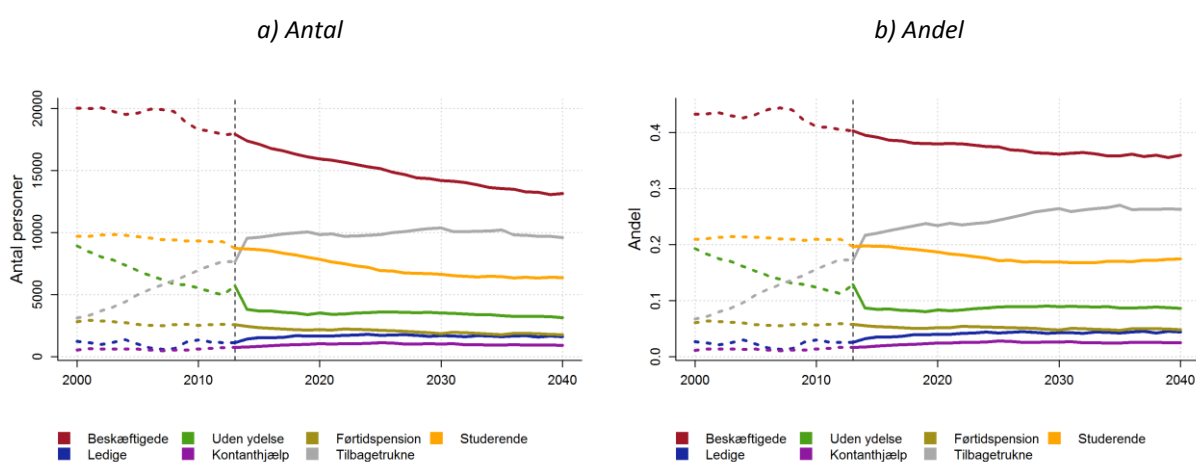 a) Antal
Antal personer
20000
15000
10000
5000
0
2000 2010 2020 2030 2040
Beskæftigede Uden ydelse Førtidspension Studerende
Ledige Kontanthjælp Tilbagetrukne
b) Andel
Andel
0.4
0.3
0.2
0.1
0.0
2000 2010 2020 2030 2040
Beskæftigede Uden ydelse Førtidspension Studerende
Ledige Kontanthjælp Tilbagetrukne